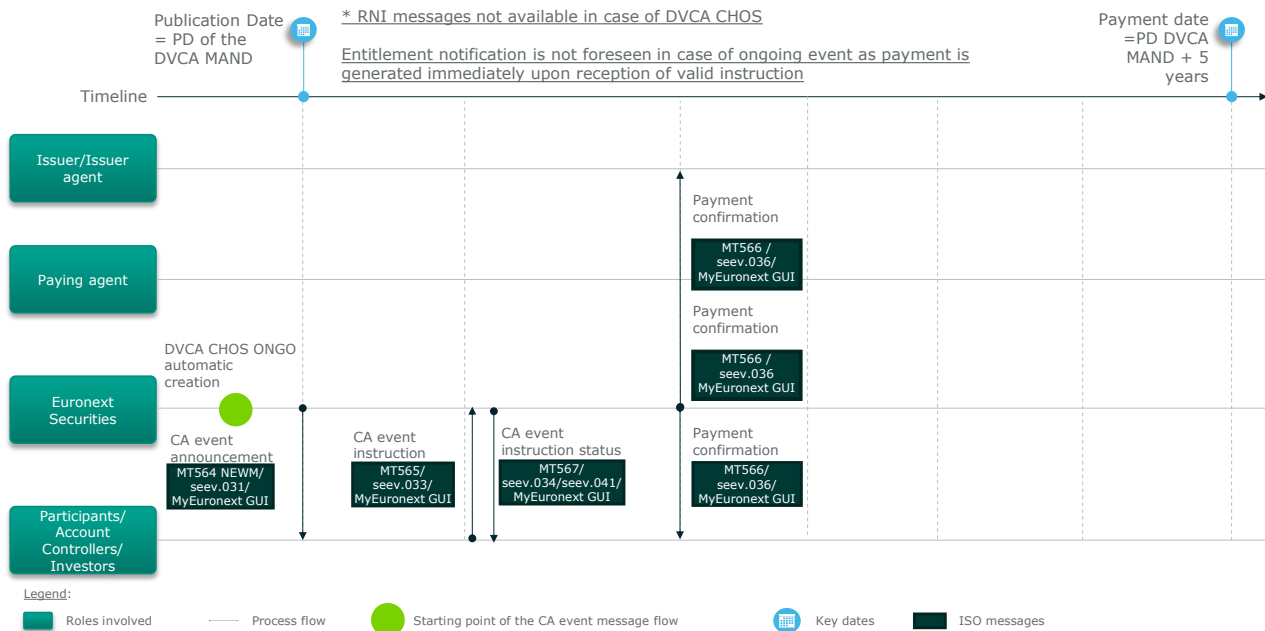 Publication Date
= PD of the
DVCA MAND
* RNI messages not available in case of DVCA CHOS
Entitlement notification is not foreseen in case of ongoing event as payment is
generated immediately upon reception of valid instruction
Payment date
=PD DVCA
MAND + 5
years
Timeline
Issuer/Issuer
agent
Payment
confirmation
MT566 /
seev.036/
MyEuronext GUI
Paying agent
Payment
confirmation
MT566 /
seev.036
MyEuronext GUI
DVCA CHOS ONGO
automatic
creation
Euronext
Securities
CA event
announcement
MT564 NEWM/
seev.031/
MyEuronext GUI
CA event
instruction
MT565/
seev.033/
MyEuronext GUI
CA event
instruction status
MT567/
seev.034/seev.041/
MyEuronext GUI
Payment
confirmation
MT566/
seev.036/
MyEuronext GUI
Participants/
Account
Controllers/
Investors
Legend:
Roles involved
Process flow
Starting point of the CA event message flow
Key dates
ISO messages